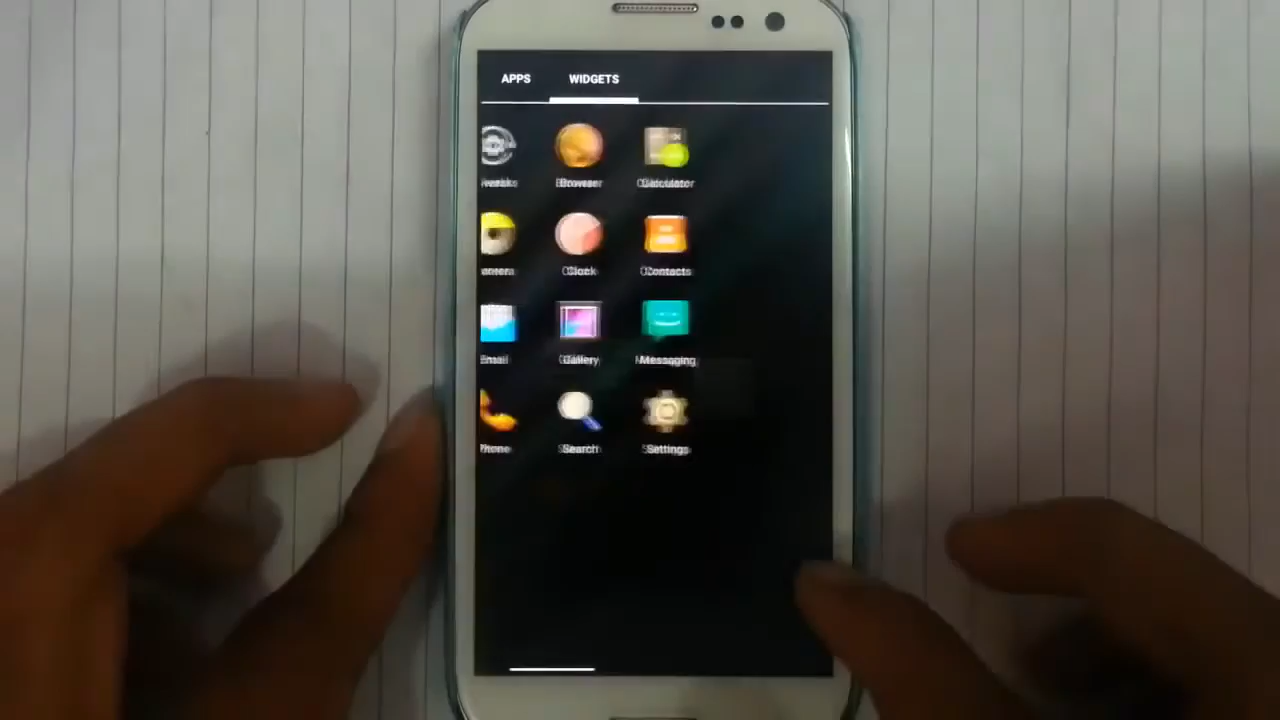 APPS WIDGETS
Browser Calculator
Clock Contacts
Email Gallery Messaging
Phone Search Settings